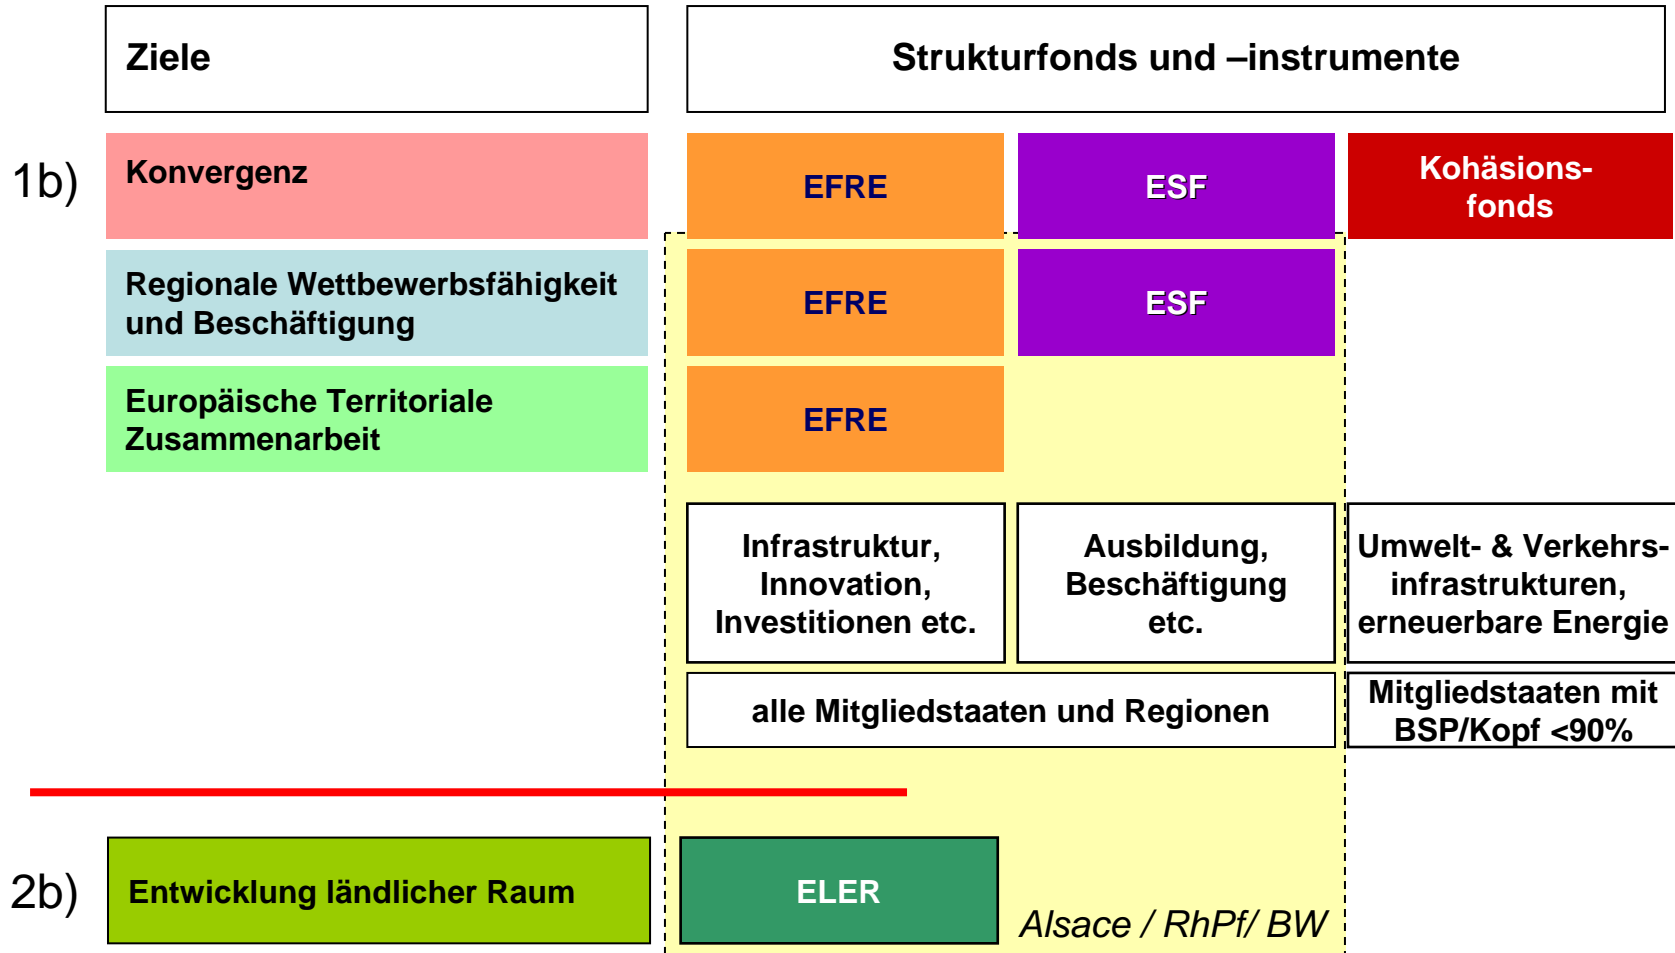 Ziele
Strukturfonds und –instrumente
1b)
Konvergenz
EFRE
ESF
Kohäsions-
fonds
Regionale Wettbewerbsfähigkeit
und Beschäftigung
EFRE
ESF
Europäische Territoriale
Zusammenarbeit
EFRE
Infrastruktur,
Innovation,
Investitionen etc.
Ausbildung,
Beschäftigung
etc.
Umwelt- & Verkehrs-
infrastrukturen,
erneuerbare Energie
alle Mitgliedstaaten und Regionen
Mitgliedstaaten mit
BSP/Kopf <90%
2b)
Entwicklung ländlicher Raum
ELER
Alsace / RhPf/ BW